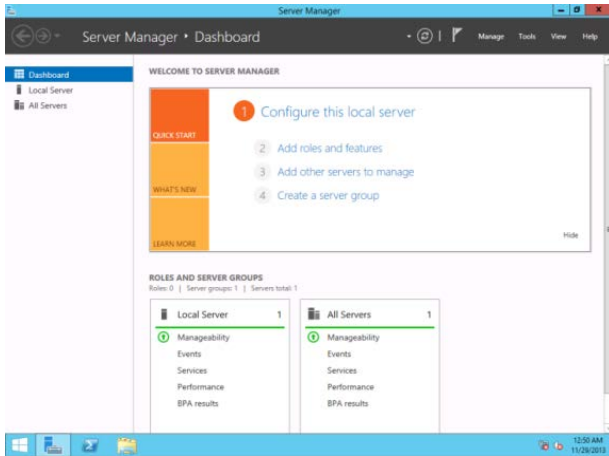 Server Manager
Server Manager • Dashboard
Manage Tools View Help
Dashboard
Local Server
All Servers
WELCOME TO SERVER MANAGER
QUICK START
WHAT'S NEW
LEARN MORE
1 Configure this local server
2 Add roles and features
3 Add other servers to manage
4 Create a server group
Hide
ROLES AND SERVER GROUPS
Roles: 0 | Server groups: 1 | Servers total: 1
Local Server 1
Manageability
Events
Services
Performance
BPA results
All Servers 1
Manageability
Events
Services
Performance
BPA results
12:50 AM
11/29/2013